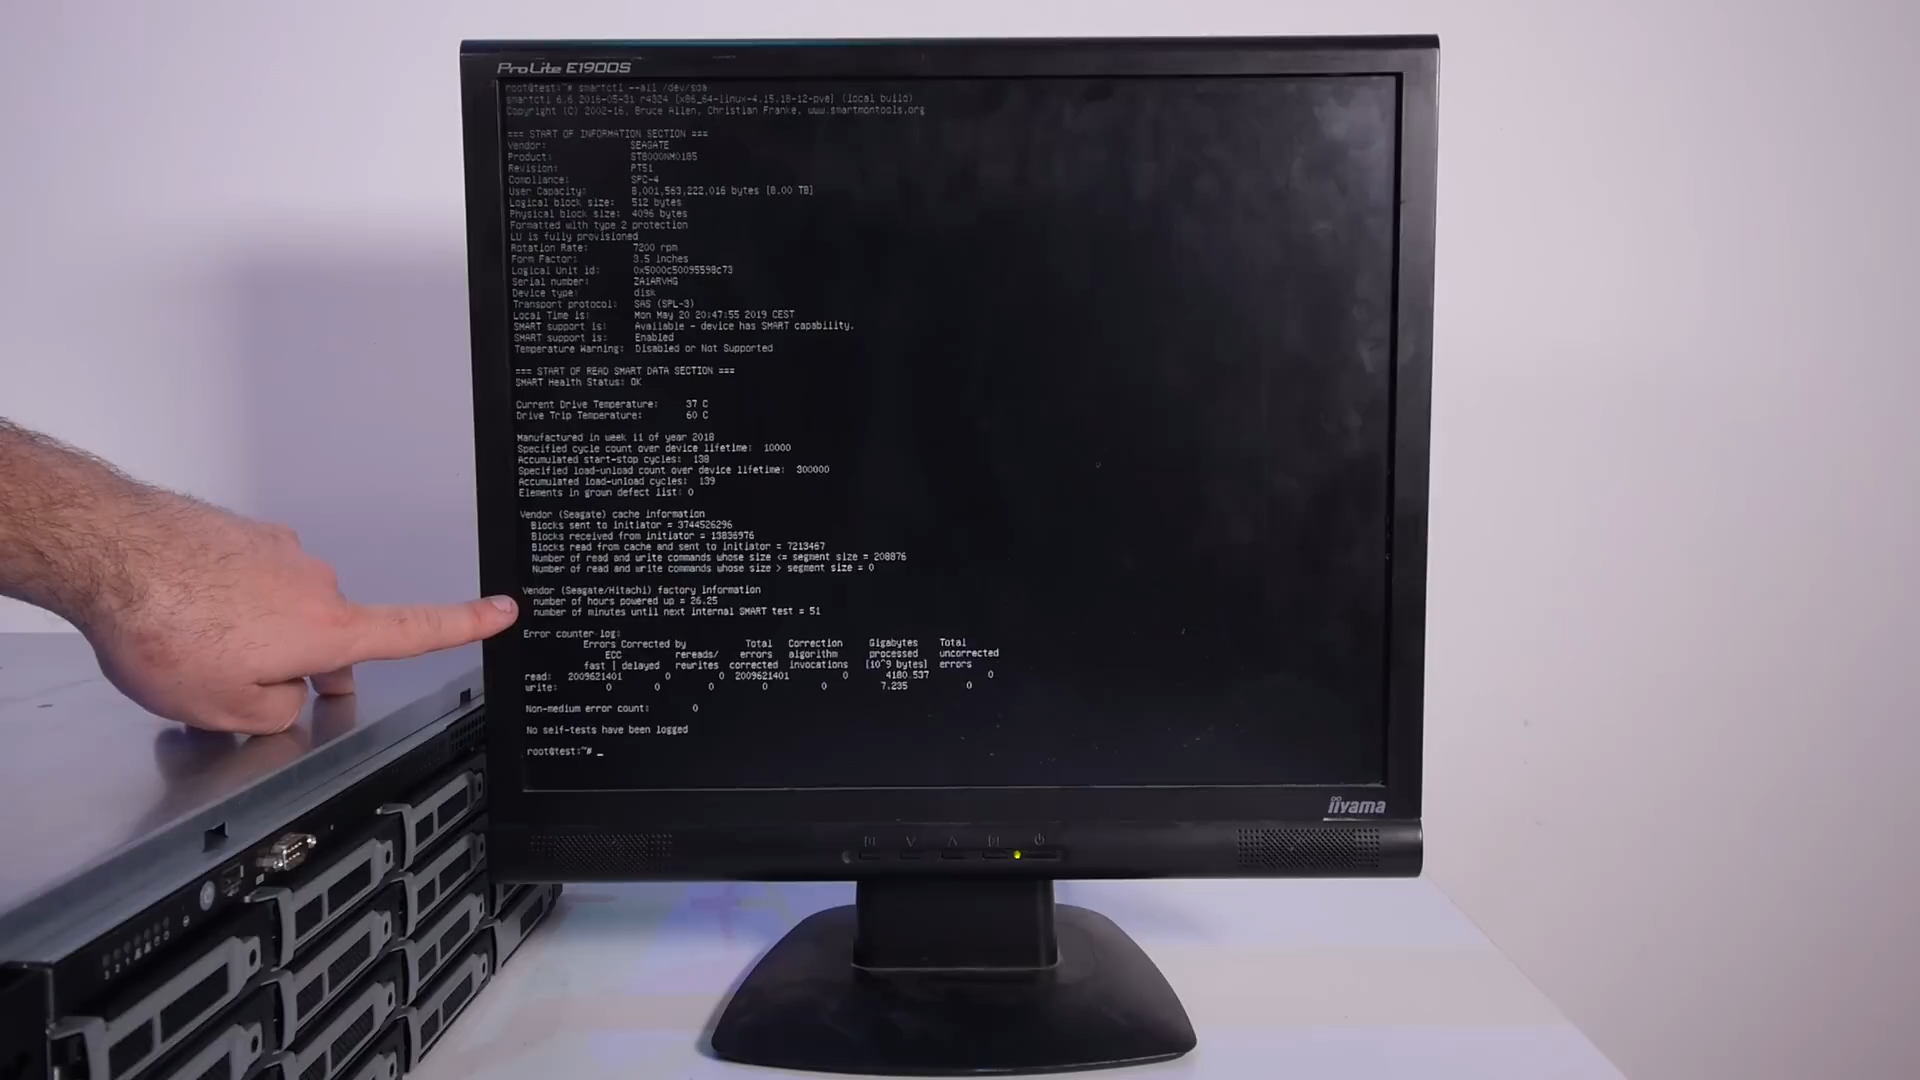 ProLite E1900S
root@test:~# smartctl --all /dev/sda
smartctl 6.6 2016-05-31 r4324 [x86_64-linux-4.15.18-12-pve] (local build)
Copyright (C) 2002-16, Bruce Allen, Christian Franke, www.smartmontools.org
=== START OF INFORMATION SECTION ===
Vendor: SEAGATE
Product: ST8000NM0185
Revision: PT51
Compliance: SPC-4
User Capacity: 8,001,563,222,016 bytes [8.00 TB]
Logical block size: 512 bytes
Physical block size: 4096 bytes
Formatted with type 2 protection
LU is fully provisioned
Rotation Rate: 7200 rpm
Form Factor: 3.5 inches
Logical Unit id: 0x5000c50095598c73
Serial number: ZA1ARVHG
Device type: disk
Transport protocol: SAS (SPL-3)
Local Time is: Mon May 20 20:47:55 2019 CEST
SMART support is: Available - device has SMART capability.
SMART support is: Enabled
Temperature Warning: Disabled or Not Supported
=== START OF READ SMART DATA SECTION ===
SMART Health Status: OK
Current Drive Temperature: 37 C
Drive Trip Temperature: 60 C
Manufactured in week 11 of year 2018
Specified cycle count over device lifetime: 10000
Accumulated start-stop cycles: 138
Specified load-unload count over device lifetime: 300000
Accumulated load-unload cycles: 139
Elements in grown defect list: 0
Vendor (Seagate) cache information
Blocks sent to initiator = 3744526296
Blocks received from initiator = 13836976
Blocks read from cache and sent to initiator = 7213467
Number of read and write commands whose size <= segment size = 208876
Number of read and write commands whose size > segment size = 0
Vendor (Seagate/Hitachi) factory information
number of hours powered up = 26.25
number of minutes until next internal SMART test = 51
Error counter log:
Errors Corrected by Total Correction Gigabytes Total
ECC rereads/ errors algorithm processed uncorrected
fast | delayed rewrites corrected invocations [10^9 bytes] errors
read: 2009621401 0 0 2009621401 0 4180.537 0
write: 0 0 0 0 0 7.235 0
Non-medium error count: 0
No self-tests have been logged
root@test:~# _
iiyama